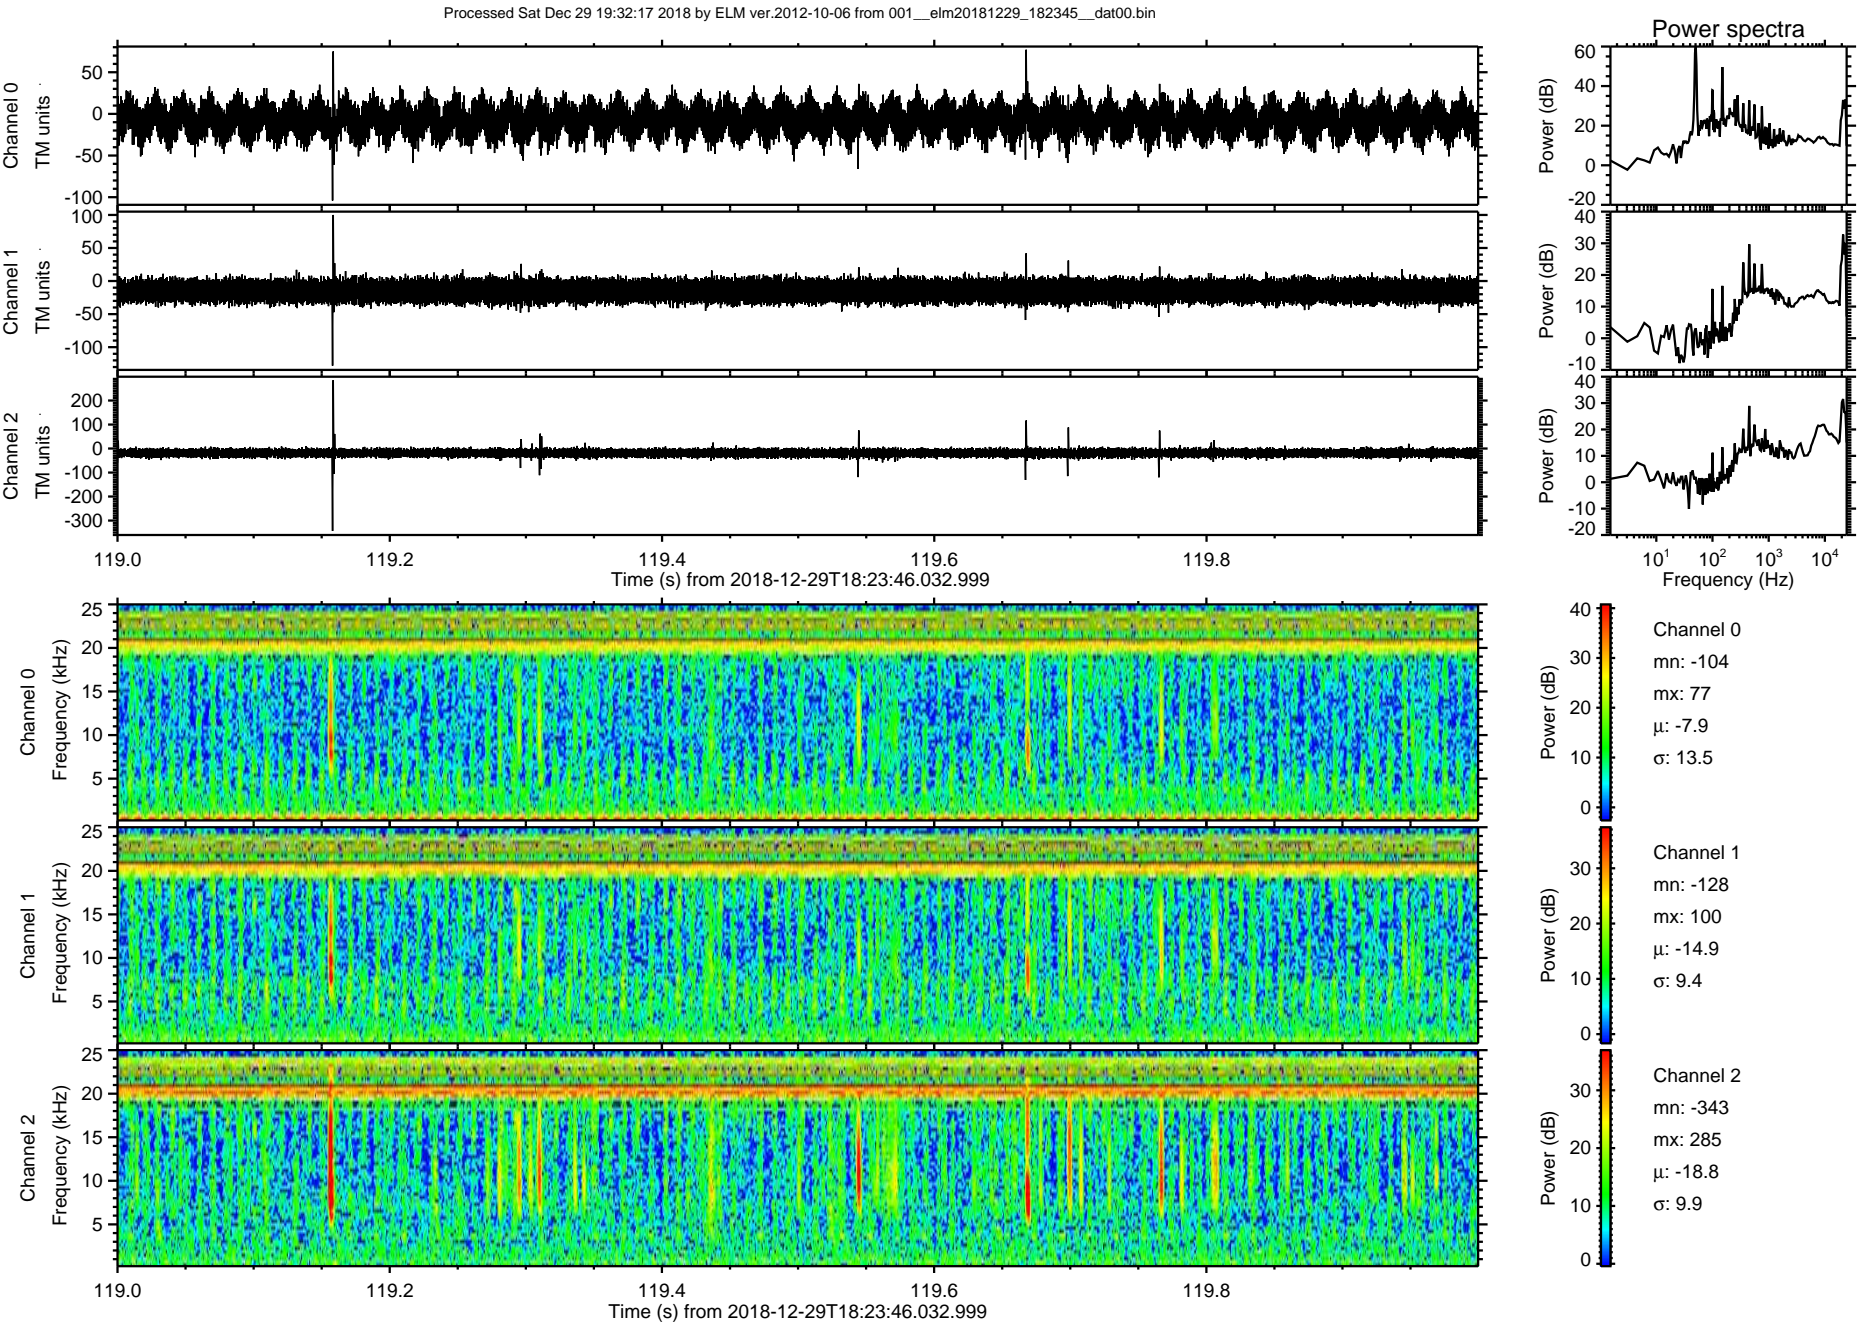 Processed Sat Dec 29 19:32:17 2018 by ELM ver.2012-10-06 from 001__elm20181229_182345__dat00.bin
Power spectra
Channel 0
TM units
50
0
-50
-100
Power (dB)
60
40
20
0
-20
Channel 1
TM units
100
50
0
-50
-100
Power (dB)
40
30
20
10
0
-10
Channel 2
TM units
200
100
0
-100
-200
-300
Power (dB)
40
30
20
10
0
-10
-20
119.0 119.2 119.4 119.6 119.8
Time (s) from 2018-12-29T18:23:46.032.999
10¹ 10² 10³ 10⁴
Frequency (Hz)
Channel 0
Frequency (kHz)
25
20
15
10
5
Power (dB)
40
30
20
10
0
Channel 0
mn: -104
mx: 77
μ: -7.9
σ: 13.5
Channel 1
Frequency (kHz)
25
20
15
10
5
Power (dB)
30
20
10
0
Channel 1
mn: -128
mx: 100
μ: -14.9
σ: 9.4
Channel 2
Frequency (kHz)
25
20
15
10
5
Power (dB)
30
20
10
0
Channel 2
mn: -343
mx: 285
μ: -18.8
σ: 9.9
119.0 119.2 119.4 119.6 119.8
Time (s) from 2018-12-29T18:23:46.032.999